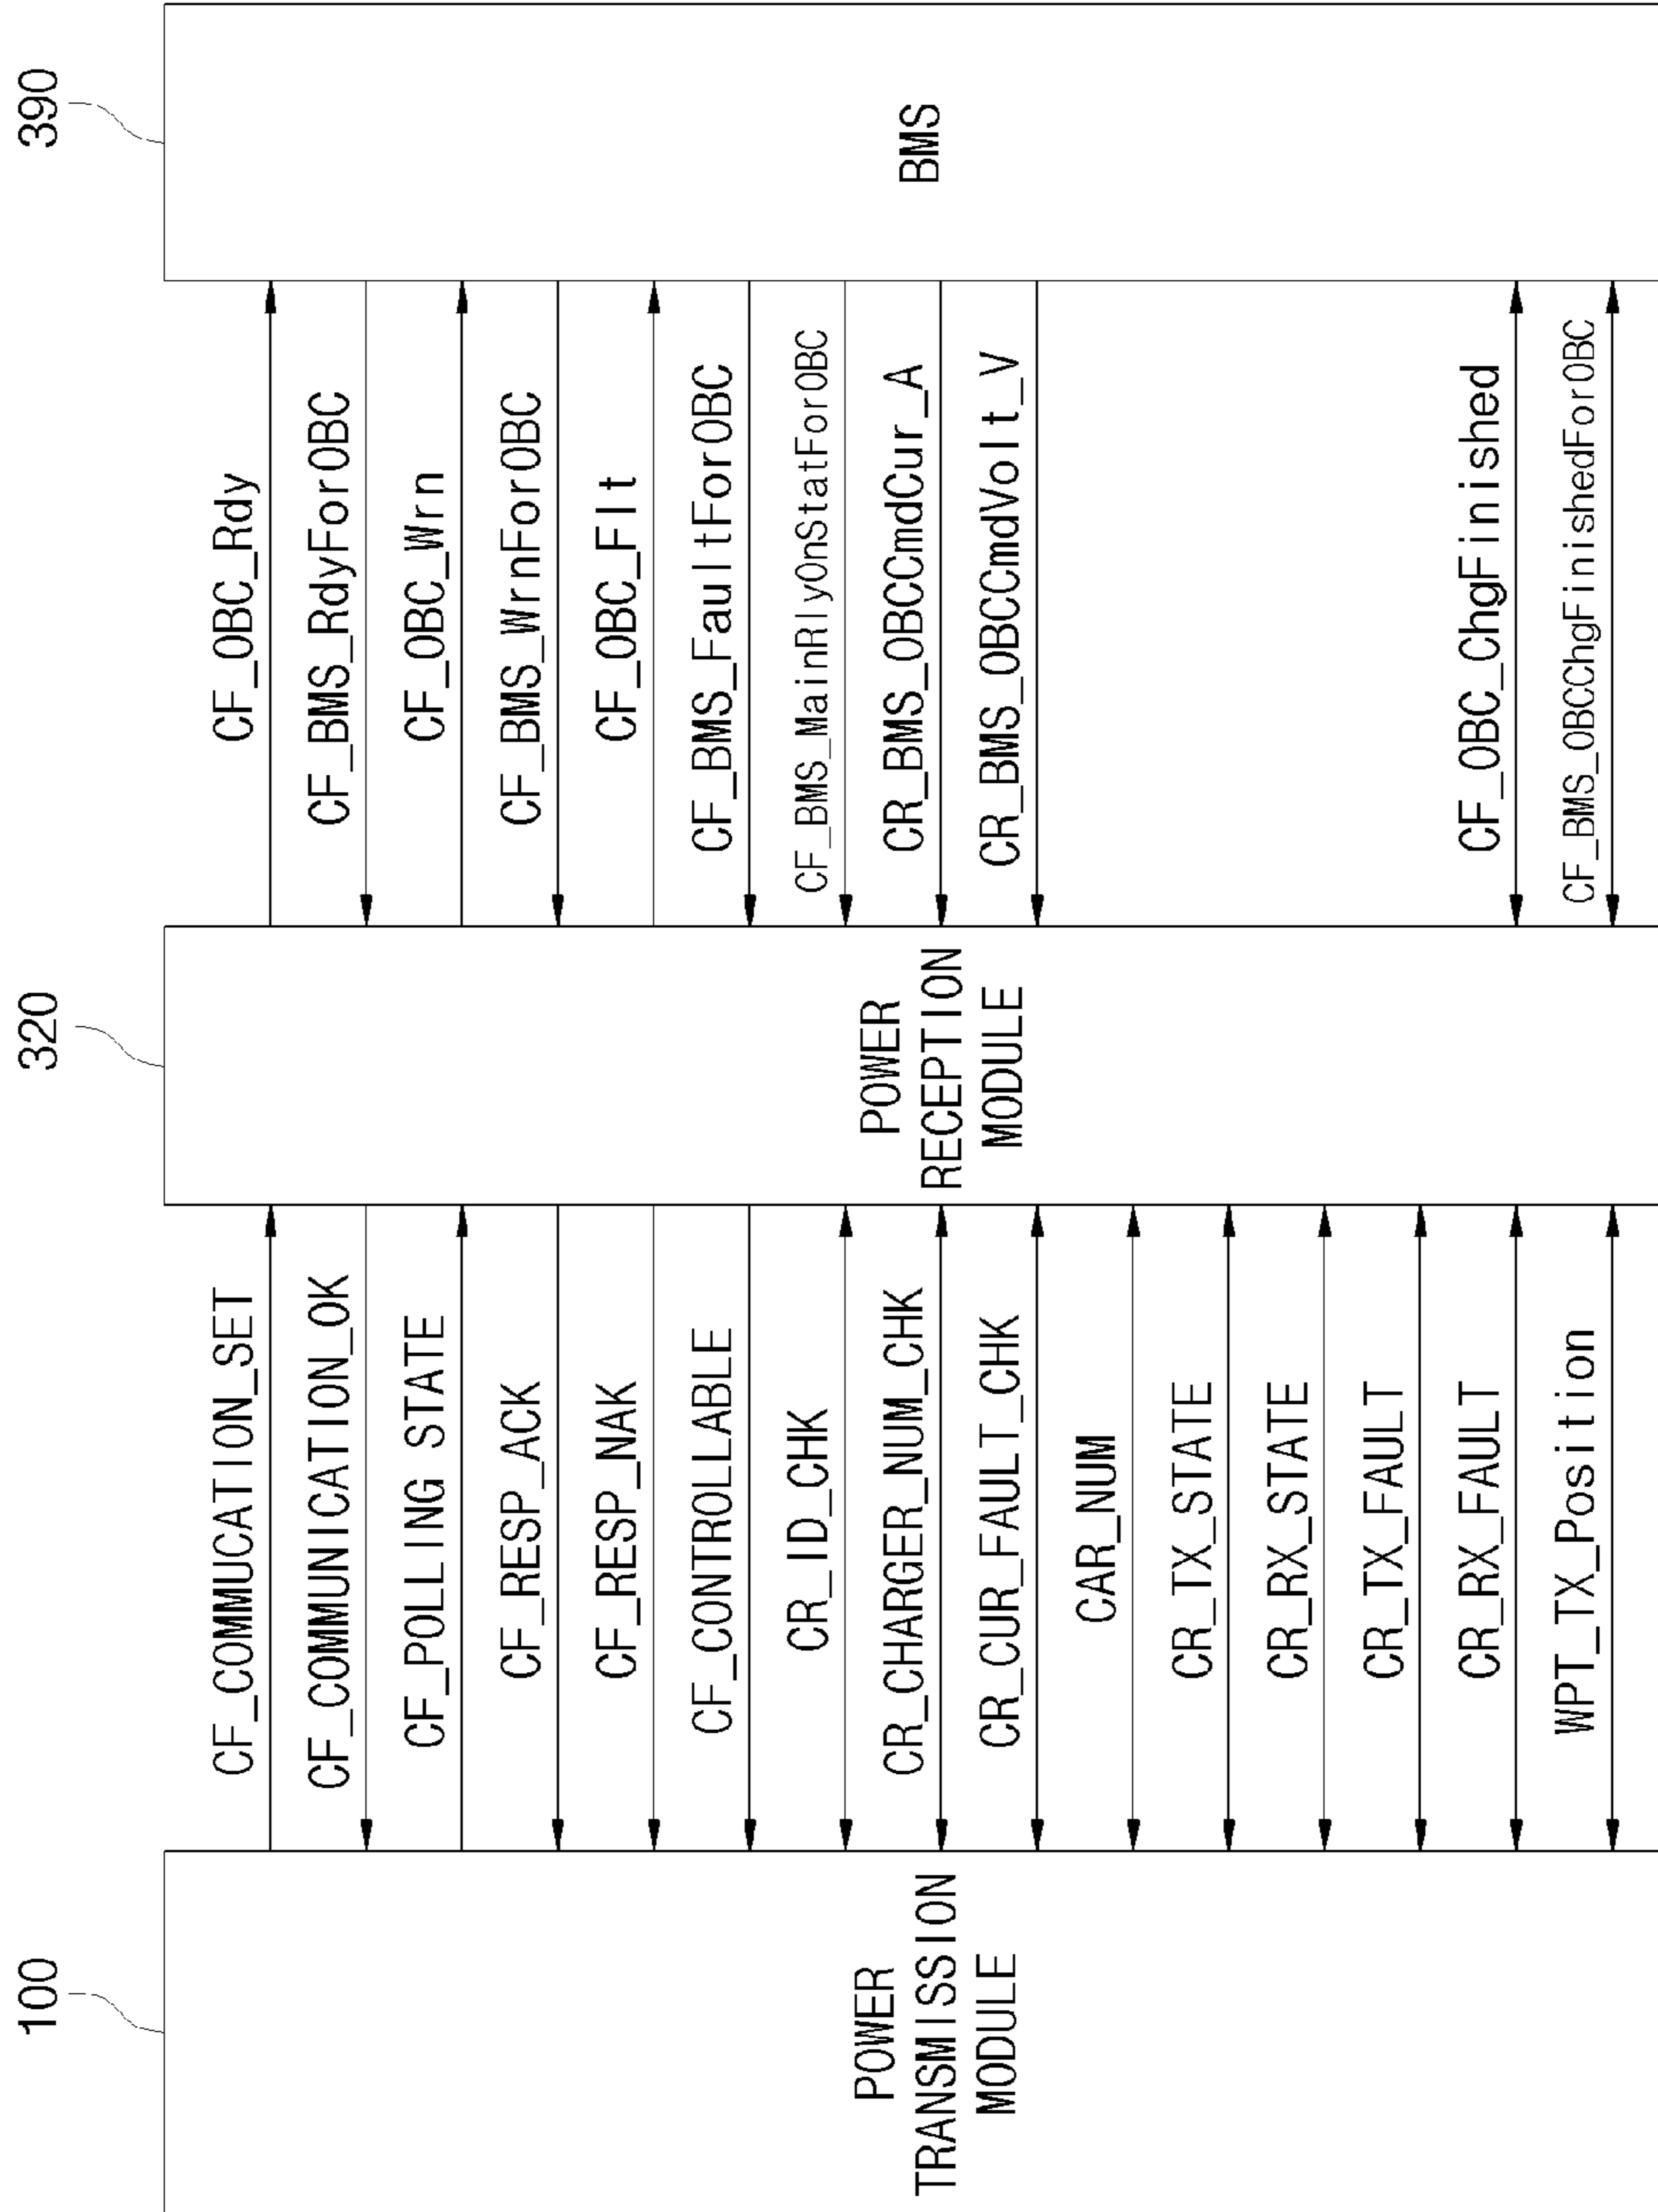 100
320
390
POWER
TRANSMISSION
MODULE
CF_COMMUCATION_SET
CF_COMMUNICATION_OK
CF_POLLING STATE
CF_RESP_ACK
CF_RESP_NAK
CF_CONTROLLABLE
CR_ID_CHK
CR_CHARGER_NUM_CHK
CR_CUR_FAULT_CHK
CAR_NUM
CR_TX_STATE
CR_RX_STATE
CR_TX_FAULT
CR_RX_FAULT
WPT_TX_Position
POWER
RECEPTION
MODULE
CF_OBC_Rdy
CF_BMS_RdyForOBC
CF_OBC_Wrn
CF_BMS_WrnForOBC
CF_OBC_Flt
CF_BMS_FaultForOBC
CF_BMS_MainRlyOnStatForOBC
CR_BMS_OBCCmdCur_A
CR_BMS_OBCCmdVolt_V
CF_OBC_ChgFinished
CF_BMS_OBCChgFinishedForOBC
BMS